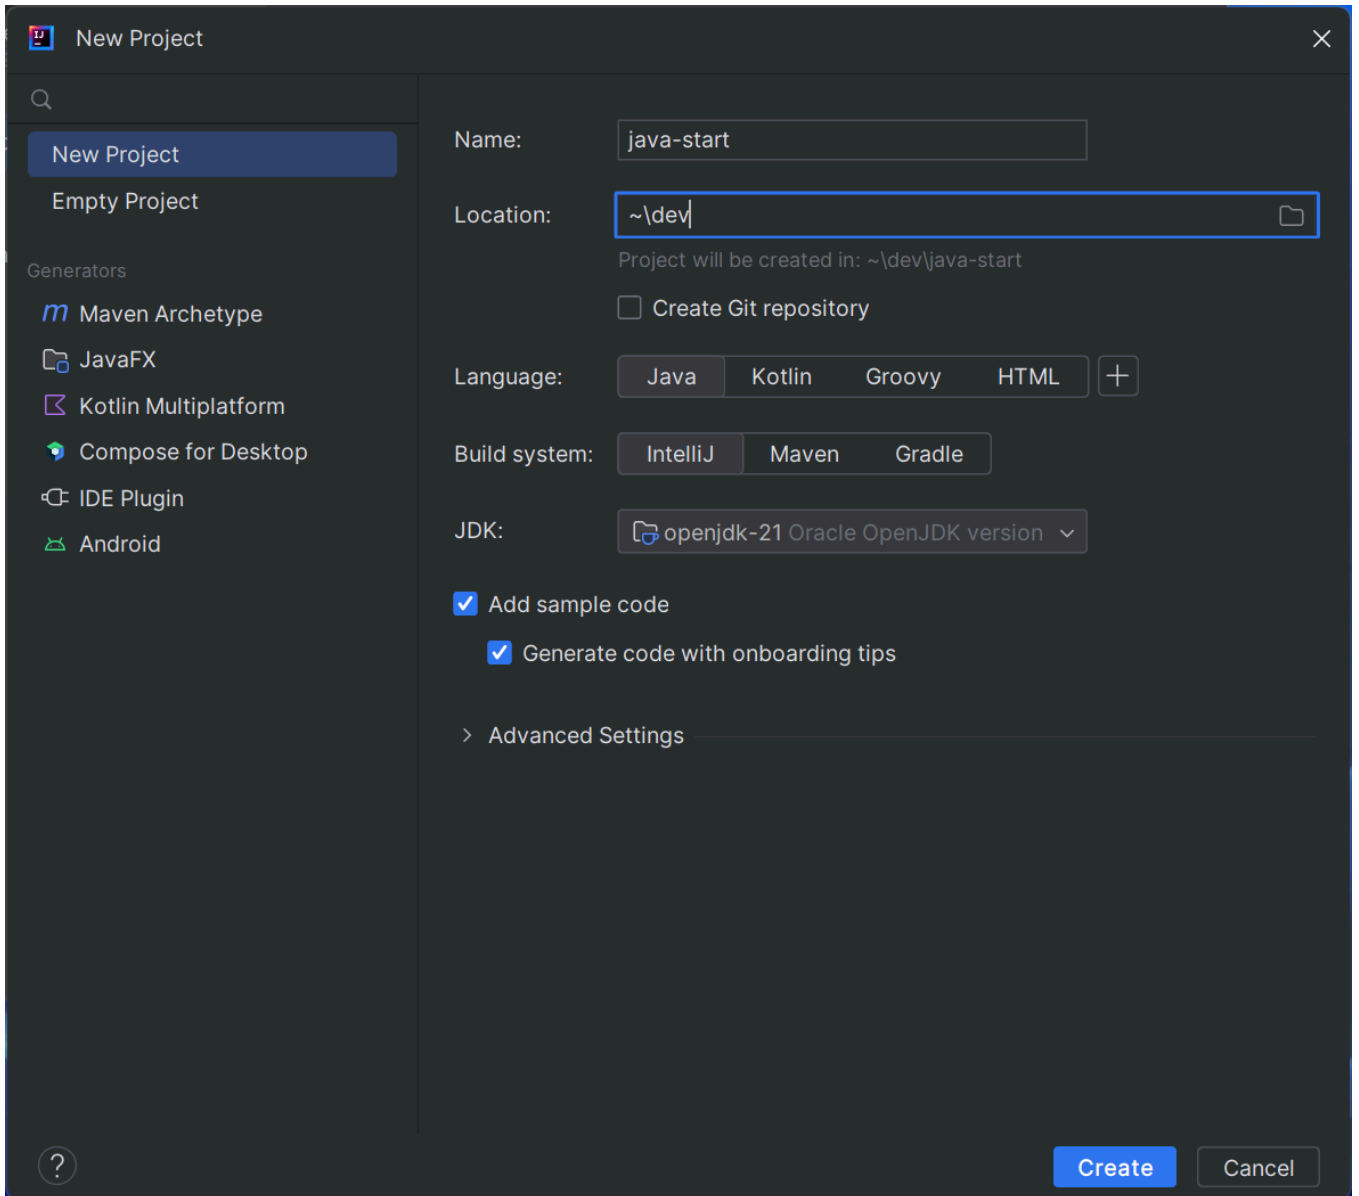 New Project
New Project
Empty Project
Generators
Maven Archetype
JavaFX
Kotlin Multiplatform
Compose for Desktop
IDE Plugin
Android
Name: java-start
Location: ~\dev
Project will be created in: ~\dev\java-start
Create Git repository
Language: Java Kotlin Groovy HTML
Build system: IntelliJ Maven Gradle
JDK: openjdk-21 Oracle OpenJDK version
Add sample code
Generate code with onboarding tips
Advanced Settings
? Create Cancel